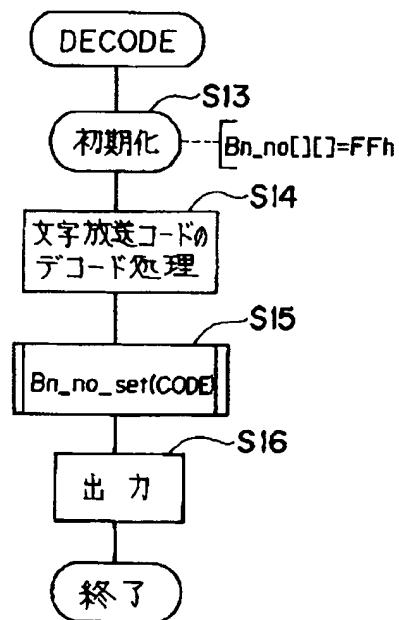 DECODE
S13
初期化
Bn_no[][]=FFh
S14
文字放送コードの
デコード処理
S15
Bn_no_set(CODE)
S16
出力
終了